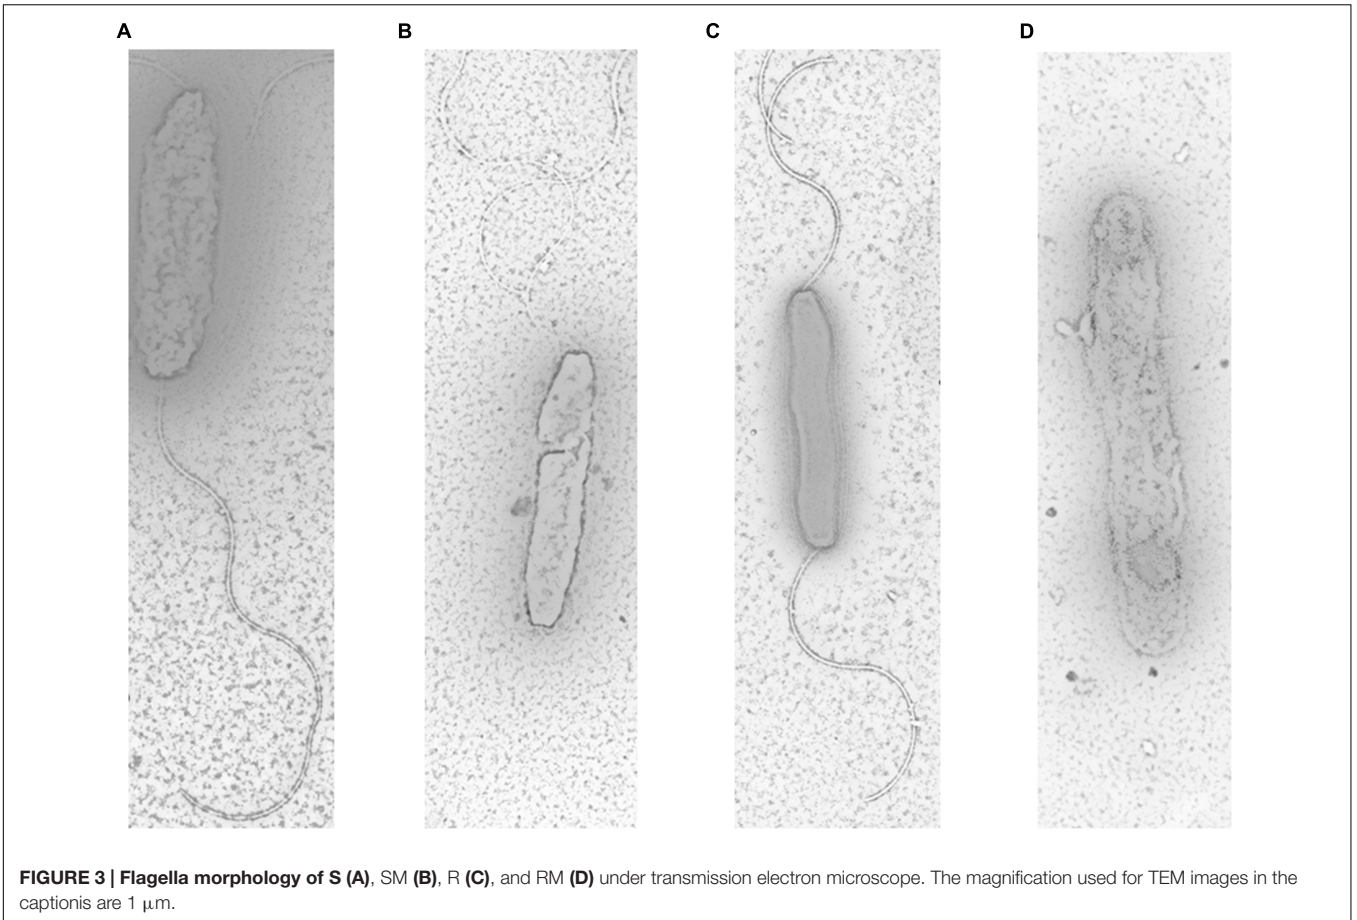 A B C D
FIGURE 3 | Flagella morphology of S (A), SM (B), R (C), and RM (D) under transmission electron microscope. The magnification used for TEM images in the
captionis are 1 μm.